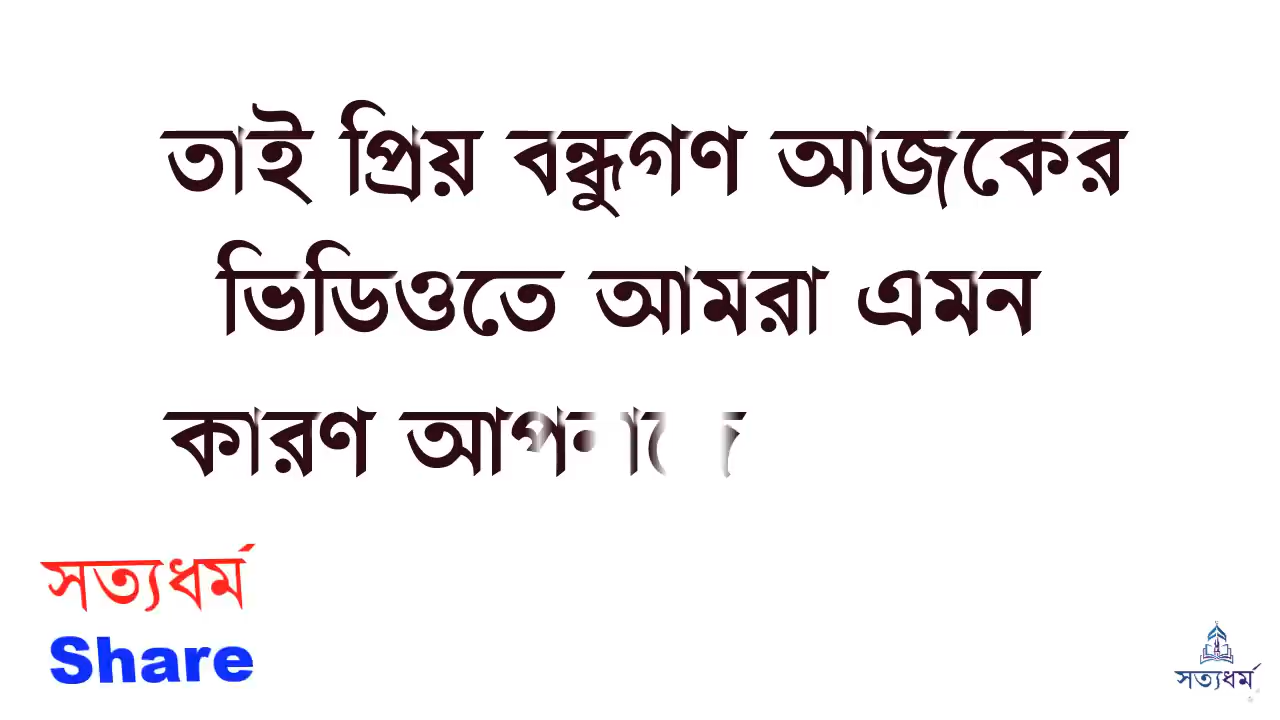 তাই প্রিয় বন্ধুগণ আজকের
ভিডিওতে আমরা এমন
কারণ
সত্যধর্ম
Share
সত্যধর্ম